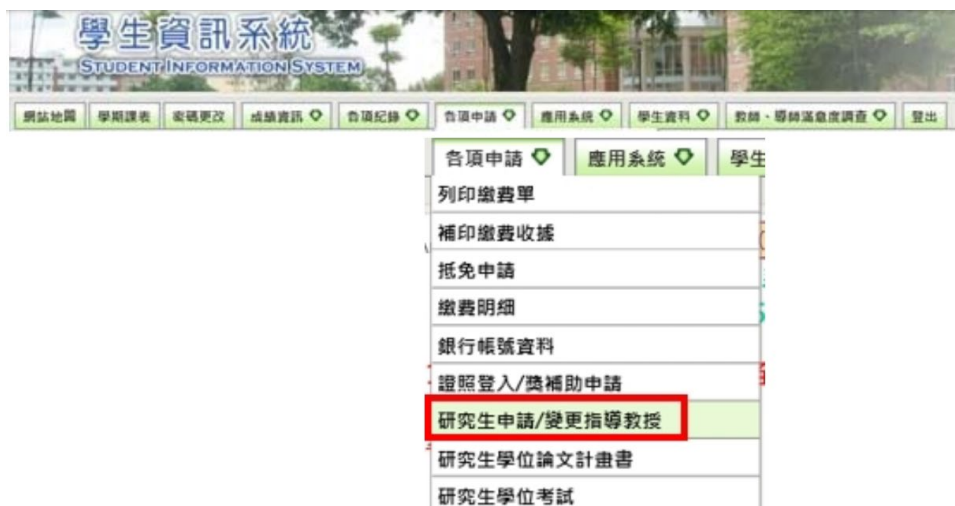 學生資訊系統
STUDENT INFORMATION SYSTEM
網站地圖 學期課表 密碼更改 成績資訊 各項紀錄 各項申請 應用系統 學生資料 教師、導師滿意度調查 登出
各項申請 應用系統 學生
列印繳費單
補印繳費收據
抵免申請
繳費明細
銀行帳號資料
證照登入/獎補助申請
研究生申請/變更指導教授
研究生學位論文計畫書
研究生學位考試